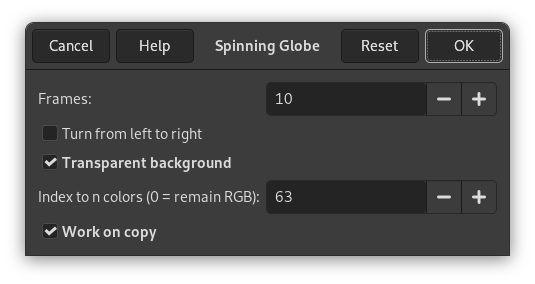 Cancel Help Spinning Globe Reset OK
Frames: 10
Turn from left to right
Transparent background
Index to n colors (0 = remain RGB): 63
Work on copy